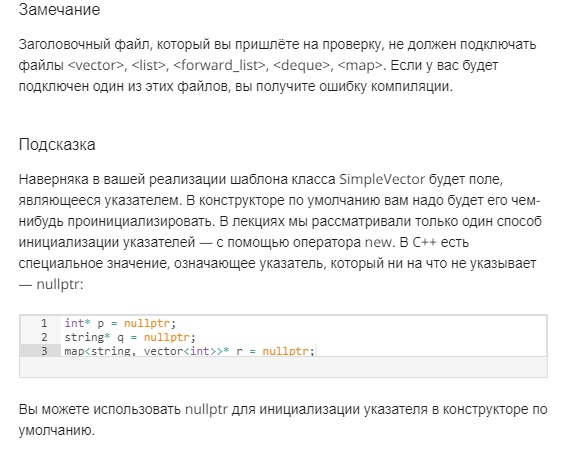 Замечание
Заголовочный файл, который вы пришлёте на проверку, не должен подключать
файлы <vector>, <list>, <forward_list>, <deque>, <map>. Если у вас будет
подключен один из этих файлов, вы получите ошибку компиляции.
Подсказка
Наверняка в вашей реализации шаблона класса SimpleVector будет поле,
являющееся указателем. В конструкторе по умолчанию вам надо будет его чем-
нибудь проинициализировать. В лекциях мы рассматривали только один способ
инициализации указателей — с помощью оператора new. В C++ есть
специальное значение, означающее указатель, который ни на что не указывает
— nullptr:
1 int* p = nullptr;
2 string* q = nullptr;
3 map<string, vector<int>>* r = nullptr;
Вы можете использовать nullptr для инициализации указателя в конструкторе по
умолчанию.